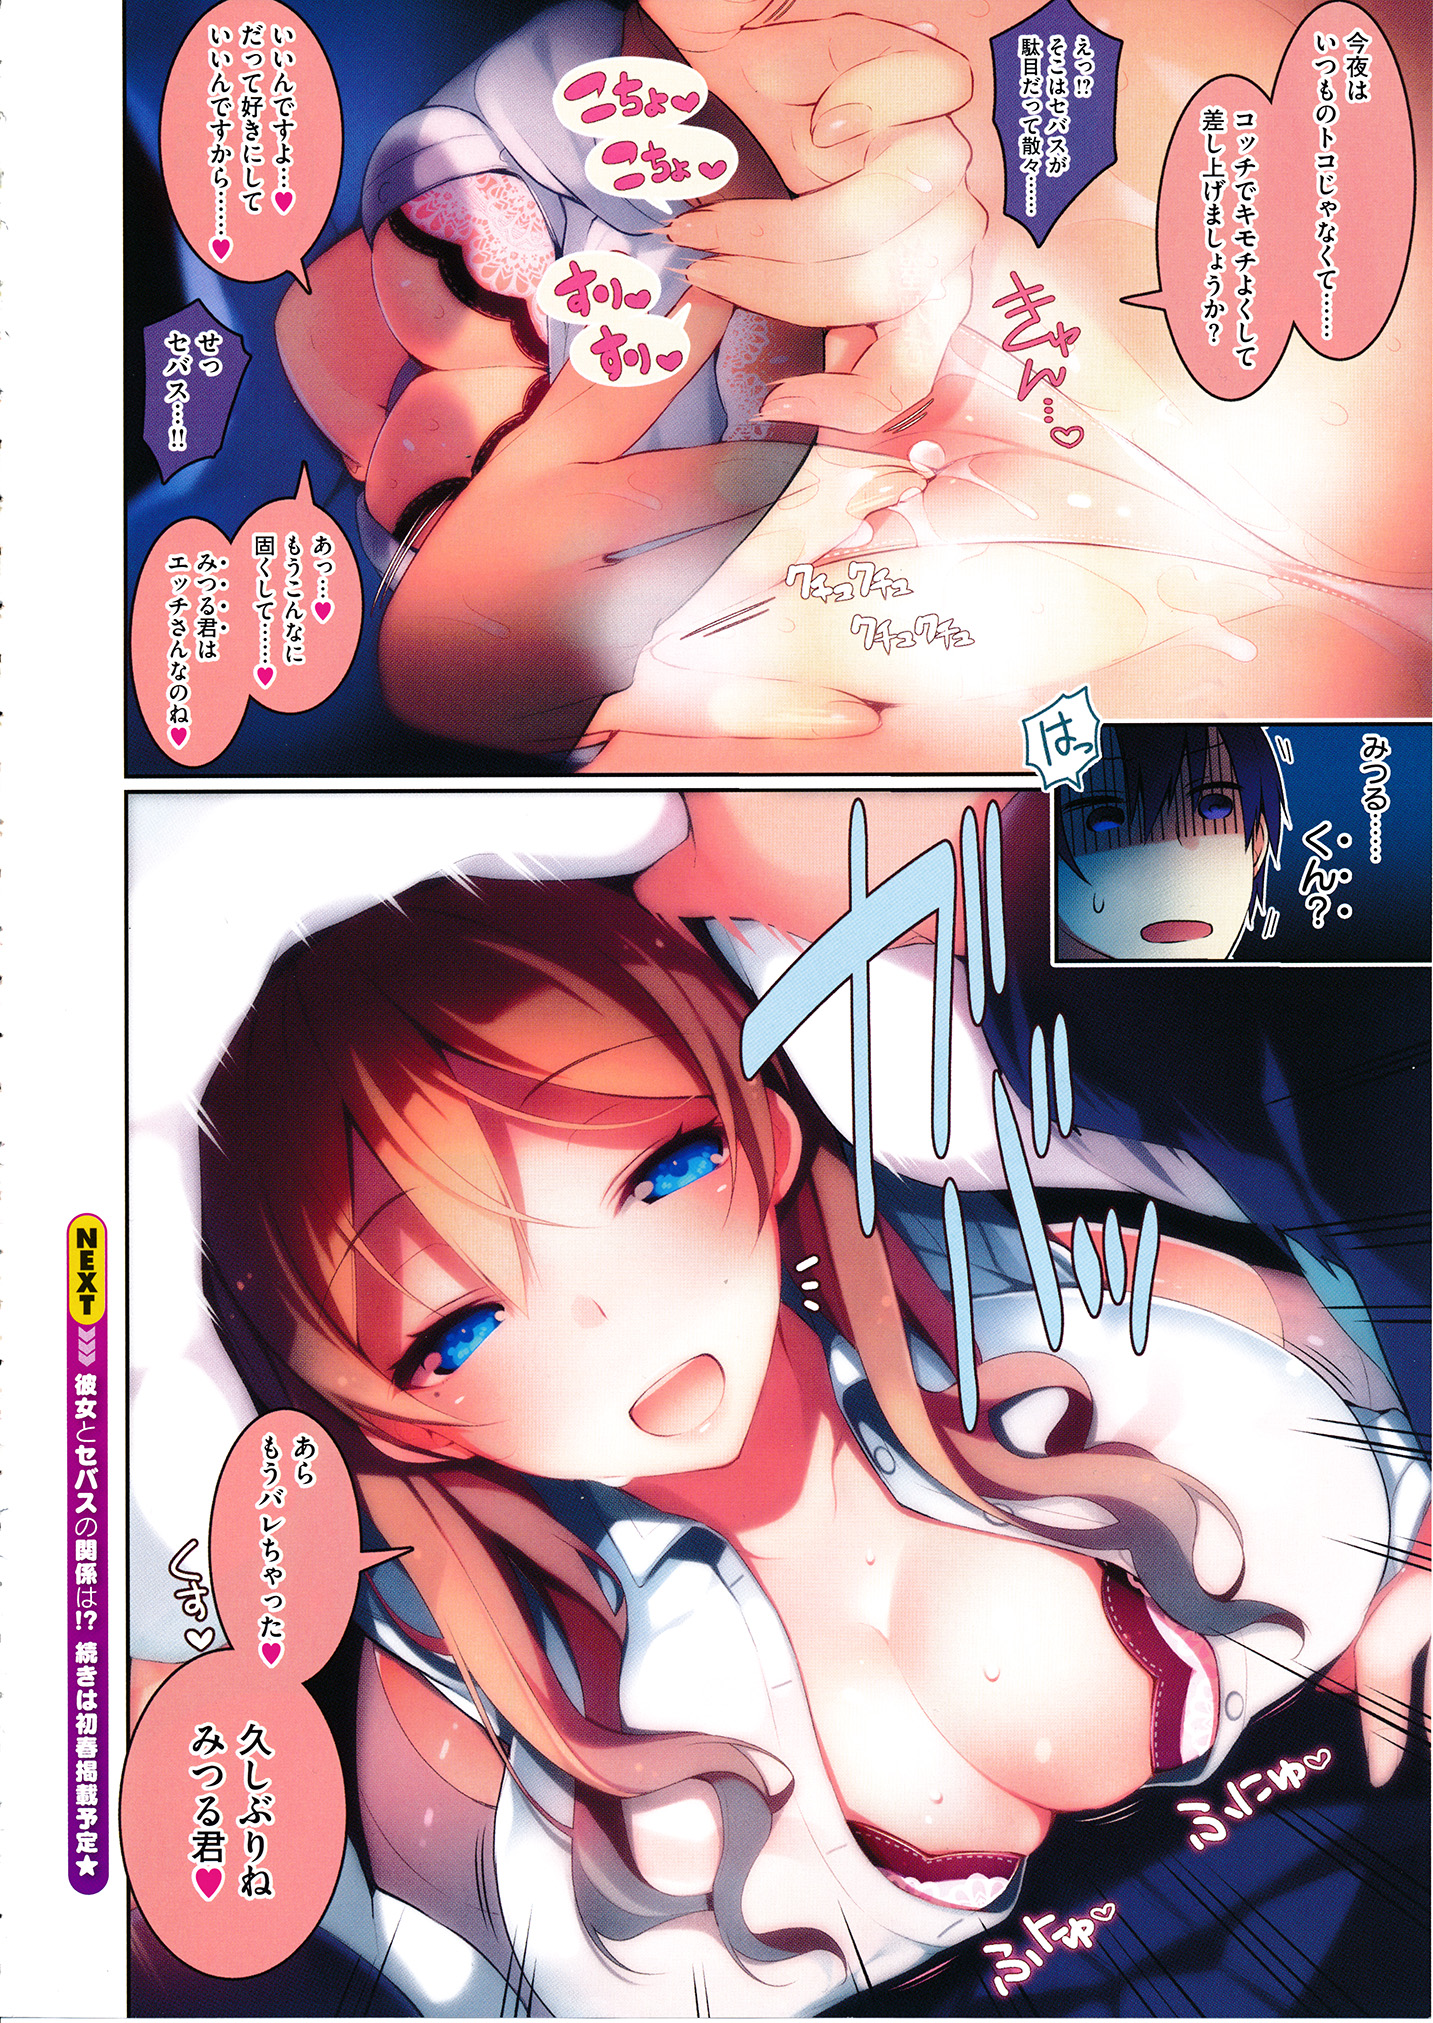 今夜は
いつものトコじゃなくて……
コッチでキモチよくして
差し上げましょうか?
えっ!?
そこはセバスが
駄目だって散々……
こちょ♥
こちょ♥
すり♥
すり♥
きゅん…♡
いいんですよ…♥
だって好きにして
いいんですから……♥
せっ
セバス…!!
クチュクチュ
クチュクチュ
あっ…♥
もうこんなに
固くして……♥
みつる君は
エッチさんなのね♥
はっ
みつる……
くん?
ガバッ
あら
もうバレちゃった♥
くす♡
久しぶりね
みつる君♥
ふにゅ♡
ふにゅ♡
NEXT 彼女とセバスの関係は!? 続きは初春掲載予定★